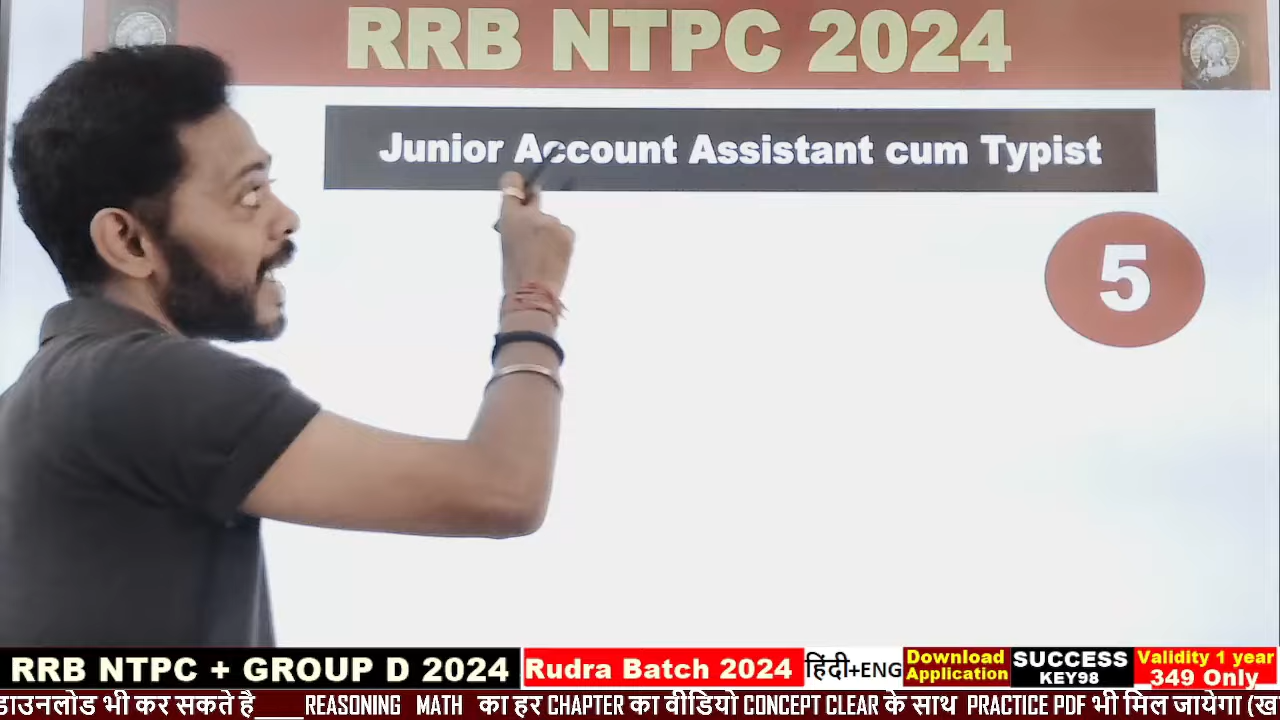 RRB NTPC 2024
Junior Account Assistant cum Typist
5
RRB NTPC + GROUP D 2024
Rudra Batch 2024
हिंदी+ENG
Download
Application
SUCCESS
KEY98
Validity 1 year
349 Only
डाउनलोड भी कर सकते है____REASONING MATH का हर CHAPTER का वीडियो CONCEPT CLEAR के साथ PRACTICE PDF भी मिल जायेगा (ख